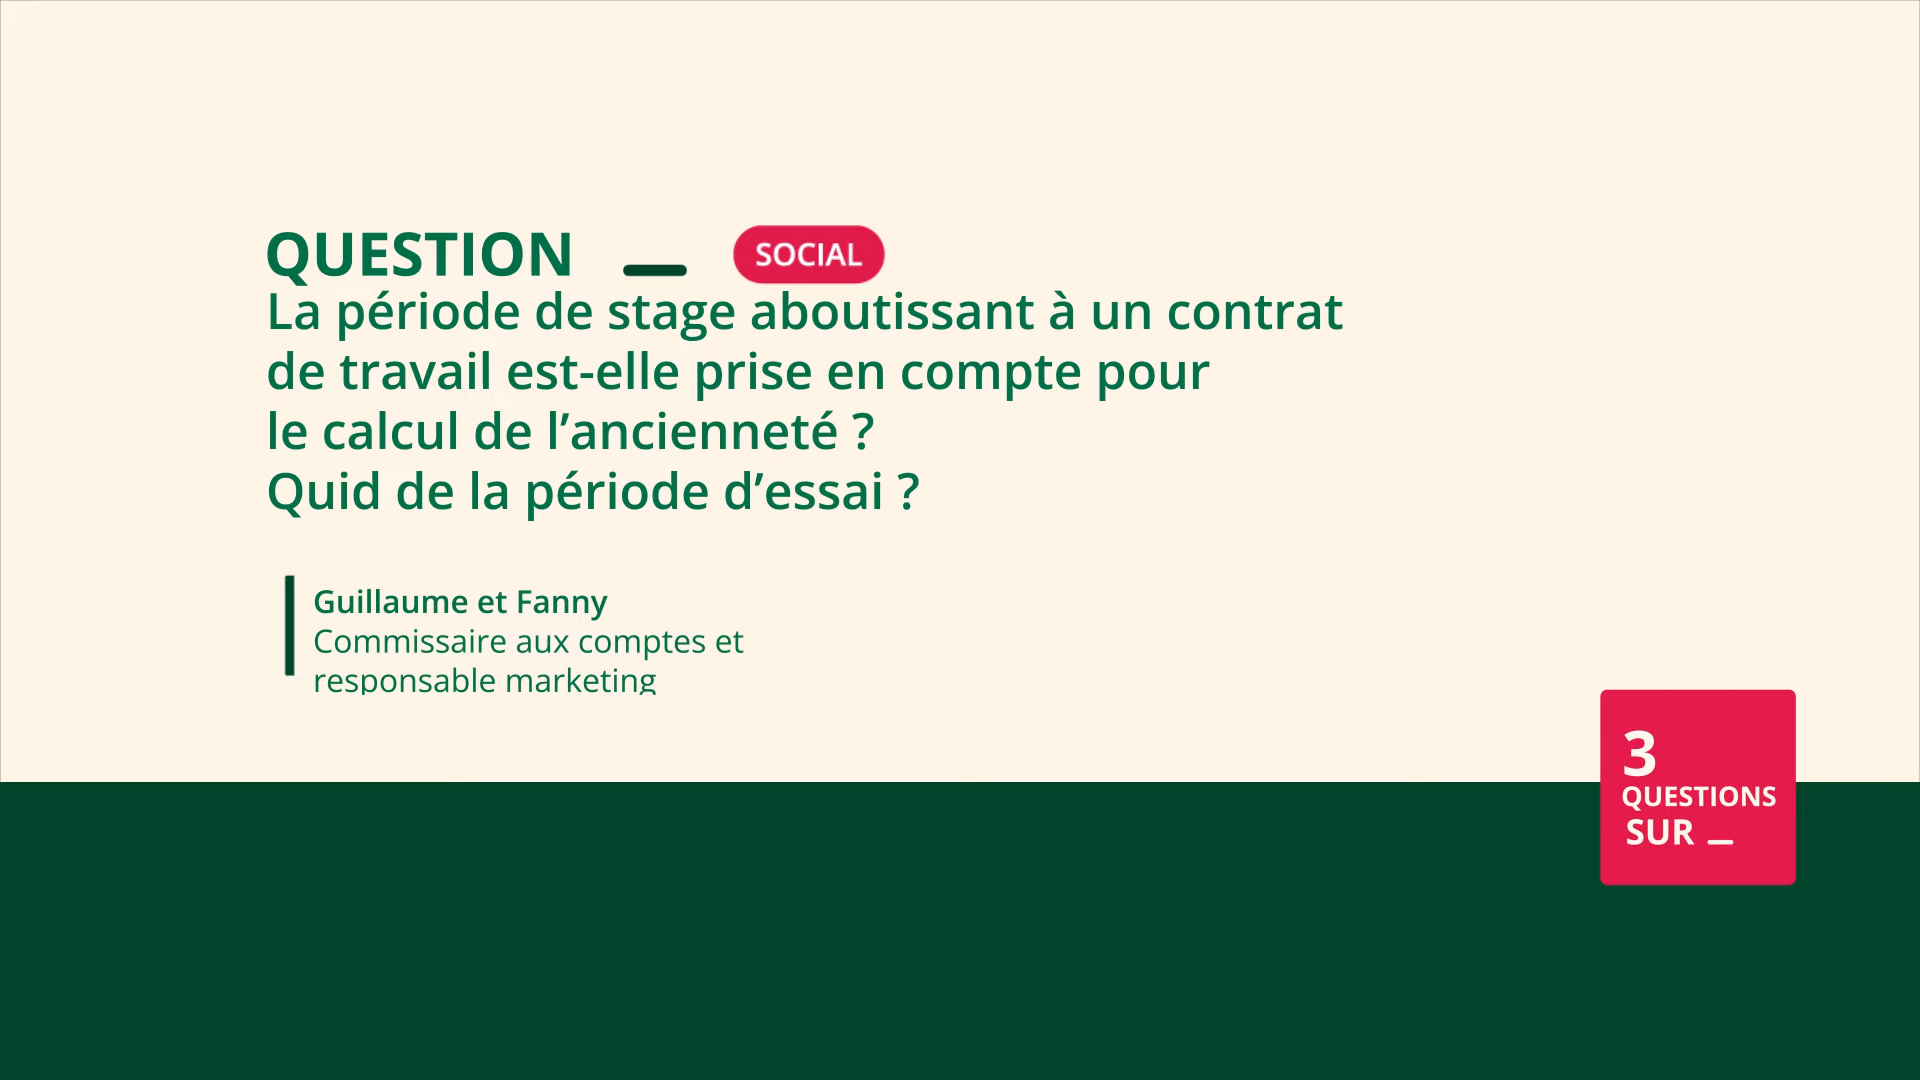 QUESTION
SOCIAL
La période de stage aboutissant à un contrat
de travail est-elle prise en compte pour
le calcul de l’ancienneté ?
Quid de la période d’essai ?
Guillaume et Fanny
Commissaire aux comptes et
responsable marketing
3
QUESTIONS
SUR